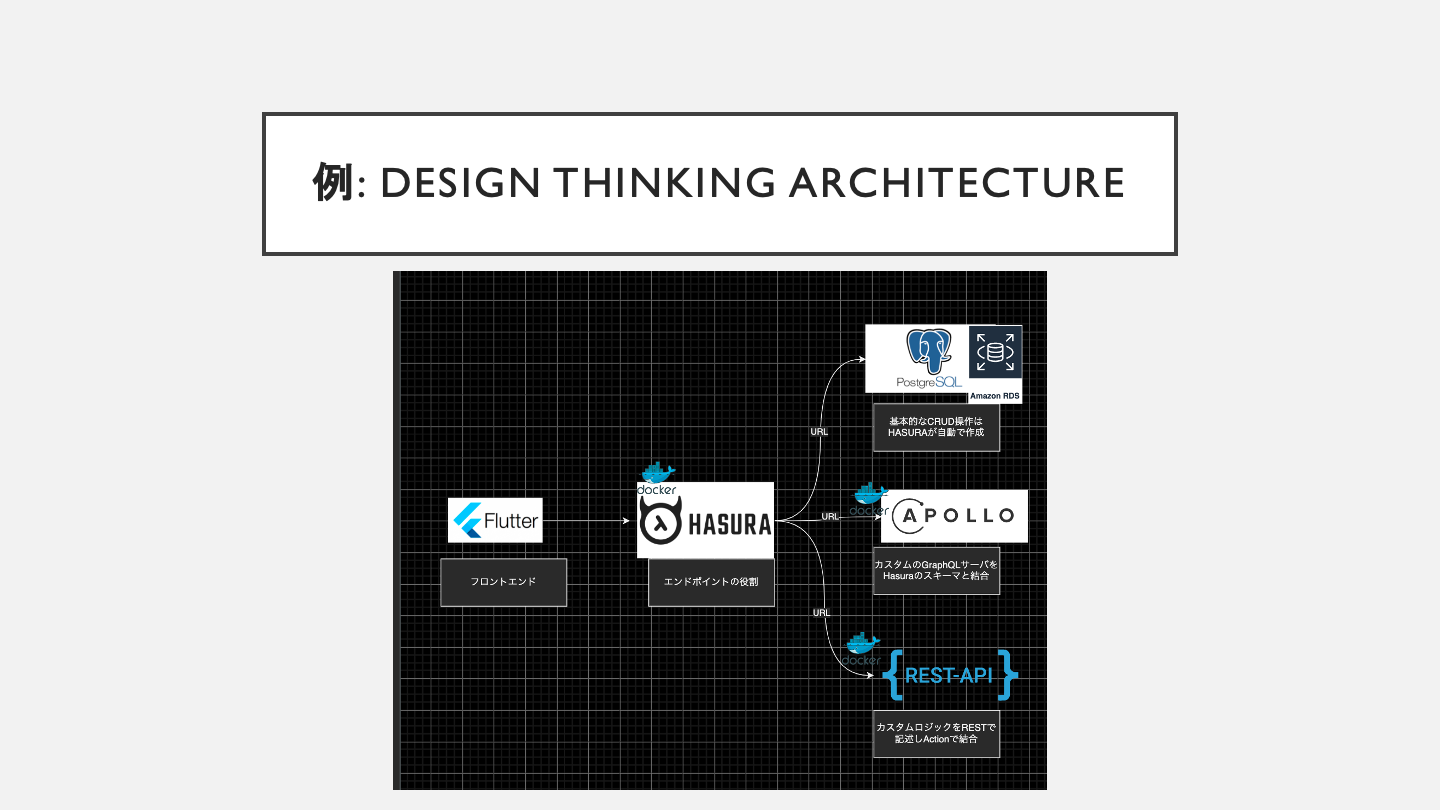 例: DESIGN THINKING ARCHITECTURE
PostgreSQL
Amazon RDS
基本的なCRUD操作は
HASURAが自動で作成
URL
docker
HASURA
Flutter
フロントエンド
エンドポイントの役割
URL
docker
APOLLO
カスタムのGraphQLサーバを
Hasuraのスキーマと結合
URL
docker
{REST-API}
カスタムロジックをRESTで
記述しActionで結合